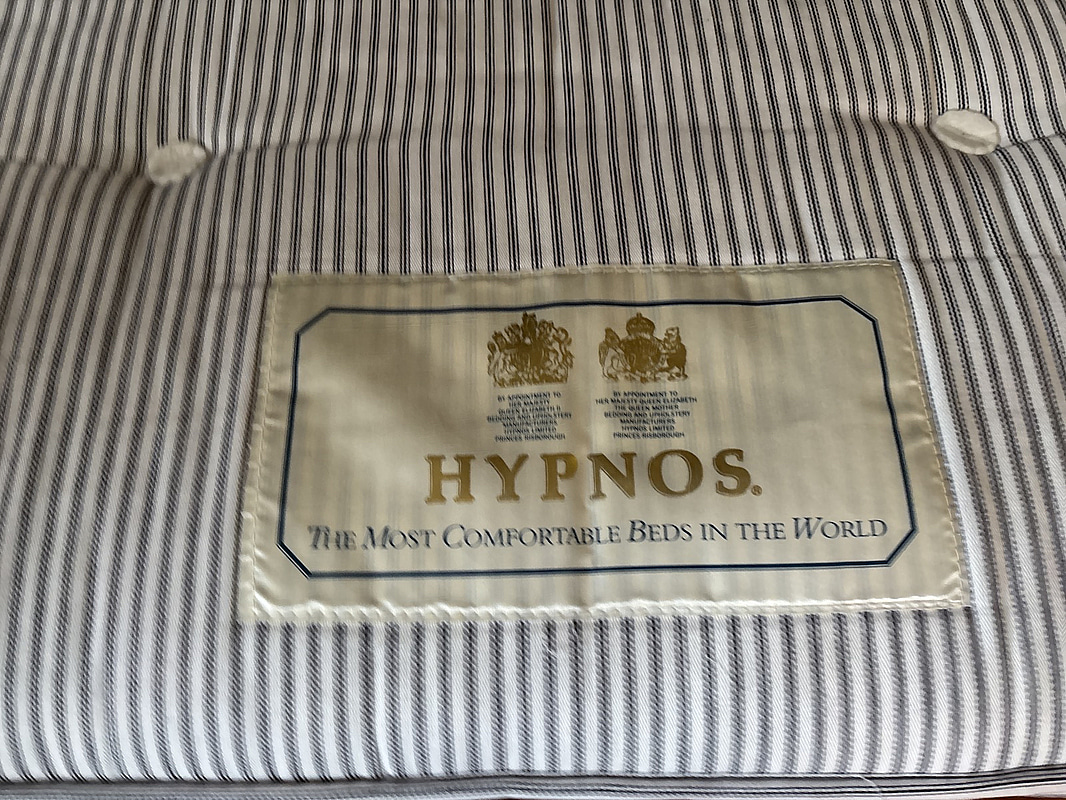 BY APPOINTMENT TO
HER MAJESTY
QUEEN ELIZABETH II
BEDDING AND UPHOLSTERY
MANUFACTURERS
HYPNOS LIMITED
PRINCES RISBOROUGH
BY APPOINTMENT TO
HER MAJESTY QUEEN ELIZABETH
THE QUEEN MOTHER
BEDDING AND UPHOLSTERY
MANUFACTURERS
HYPNOS LIMITED
PRINCES RISBOROUGH
HYPNOS®
THE MOST COMFORTABLE BEDS IN THE WORLD